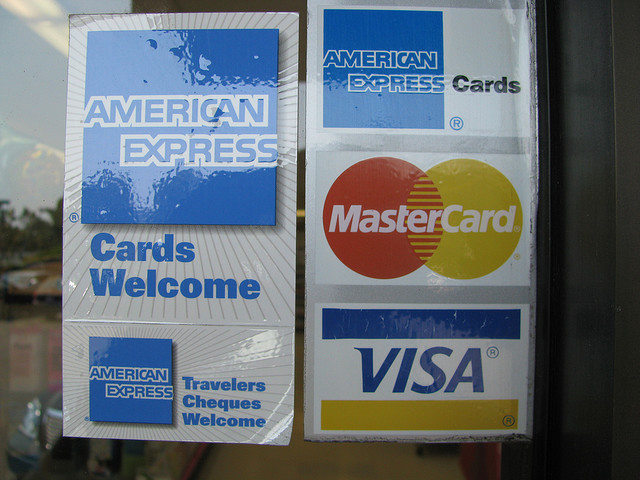 AMERICAN
EXPRESS
®
Cards
Welcome
AMERICAN
EXPRESS
Travelers
Cheques
Welcome
AMERICAN
EXPRESS Cards
®
MasterCard
VISA®
®